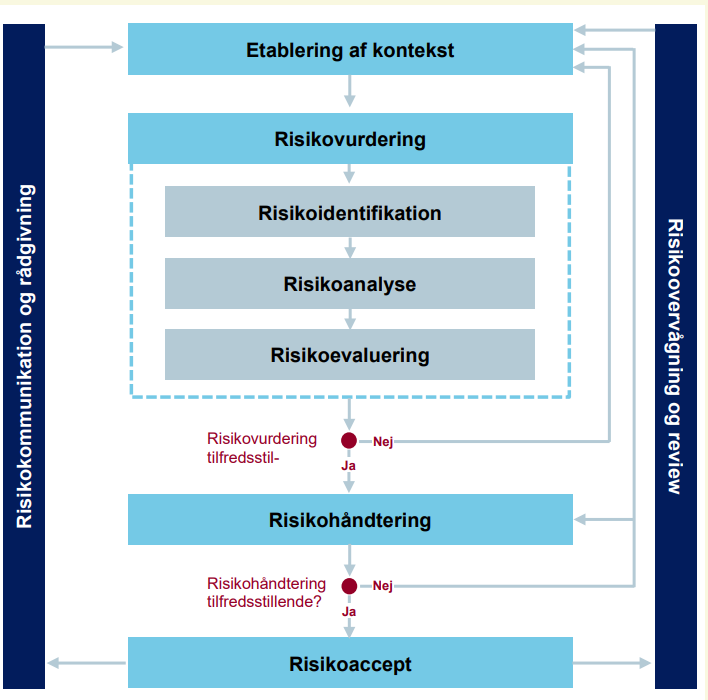 Risikokommunikation og rådgivning
Etablering af kontekst
Risikovurdering
Risikoidentifikation
Risikoanalyse
Risikoevaluering
Risikovurdering
tilfredsstil-
Nej
Ja
Risikohåndtering
Risikohåndtering
tilfredsstillende?
Nej
Ja
Risikoaccept
Risikoovervågning og review